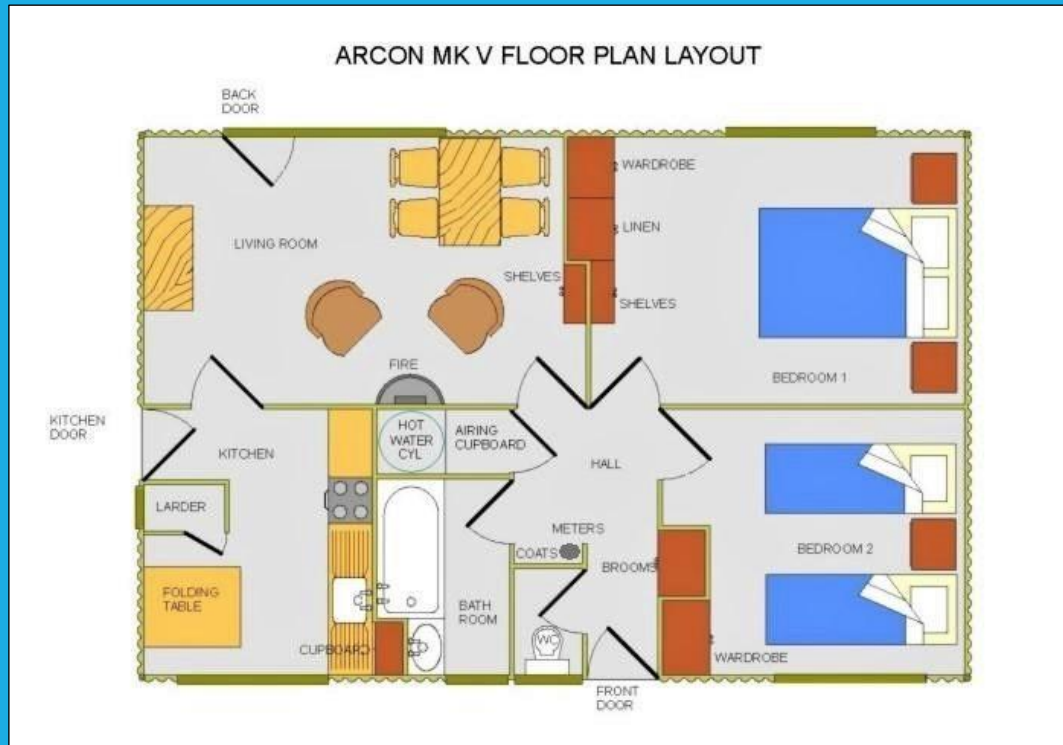 ARCON MK V FLOOR PLAN LAYOUT
BACK
DOOR
WARDROBE
LINEN
LIVING ROOM
SHELVES
SHELVES
FIRE
BEDROOM 1
KITCHEN
DOOR
HOT
WATER
CYL
AIRING
CUPBOARD
KITCHEN
HALL
LARDER
METERS
COATS
BEDROOM 2
BROOMS
FOLDING
TABLE
BATH
ROOM
WC
CUPBOARD
WARDROBE
FRONT
DOOR